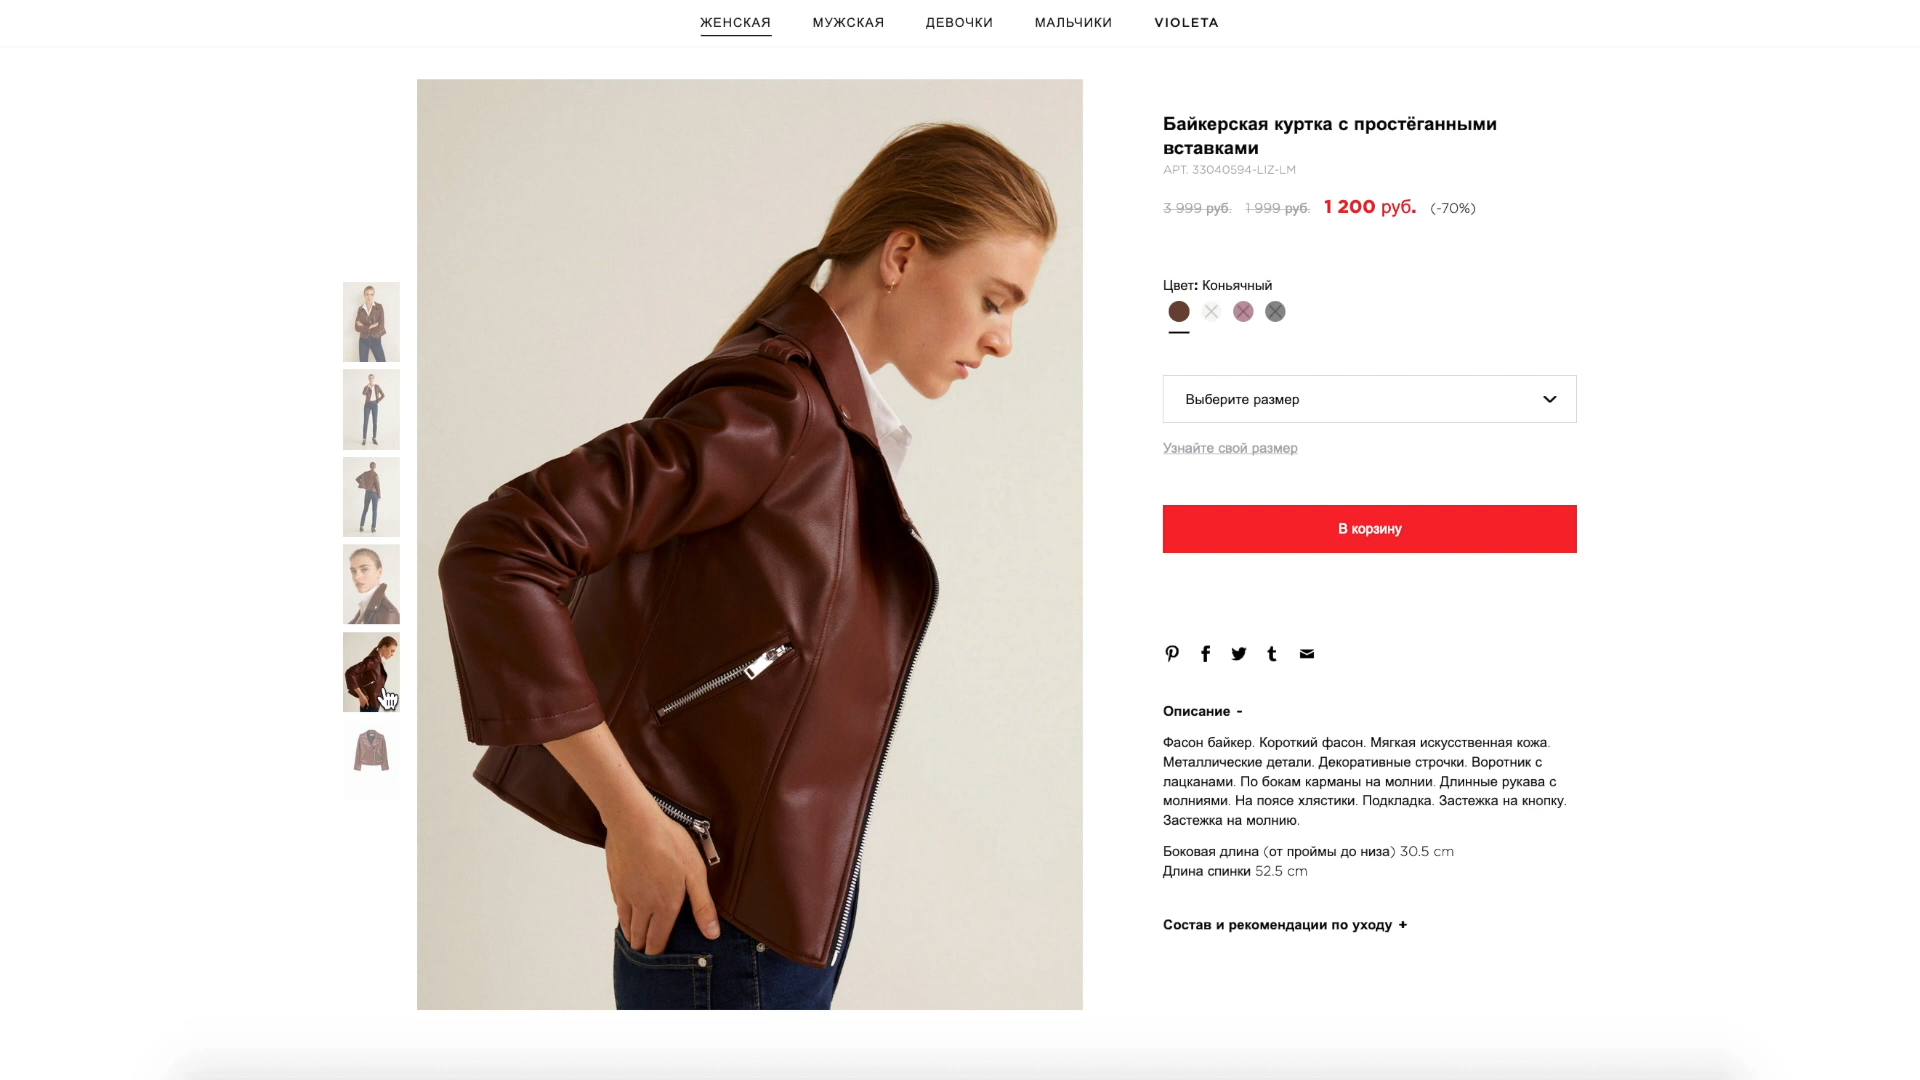 ЖЕНСКАЯ МУЖСКАЯ ДЕВОЧКИ МАЛЬЧИКИ VIOLETA
Байкерская куртка с простёганными
вставками
АРТ. 33040594-LIZ-LM
3 999 руб. 1 999 руб. 1 200 руб. (-70%)
Цвет: Коньячный
Выберите размер
Узнайте свой размер
В корзину
Описание -
Фасон байкер. Короткий фасон. Мягкая искусственная кожа.
Металлические детали. Декоративные строчки. Воротник с
лацканами. По бокам карманы на молнии. Длинные рукава с
молниями. На поясе хлястики. Подкладка. Застежка на кнопку.
Застежка на молнию.
Боковая длина (от проймы до низа) 30.5 cm
Длина спинки 52.5 cm
Состав и рекомендации по уходу +